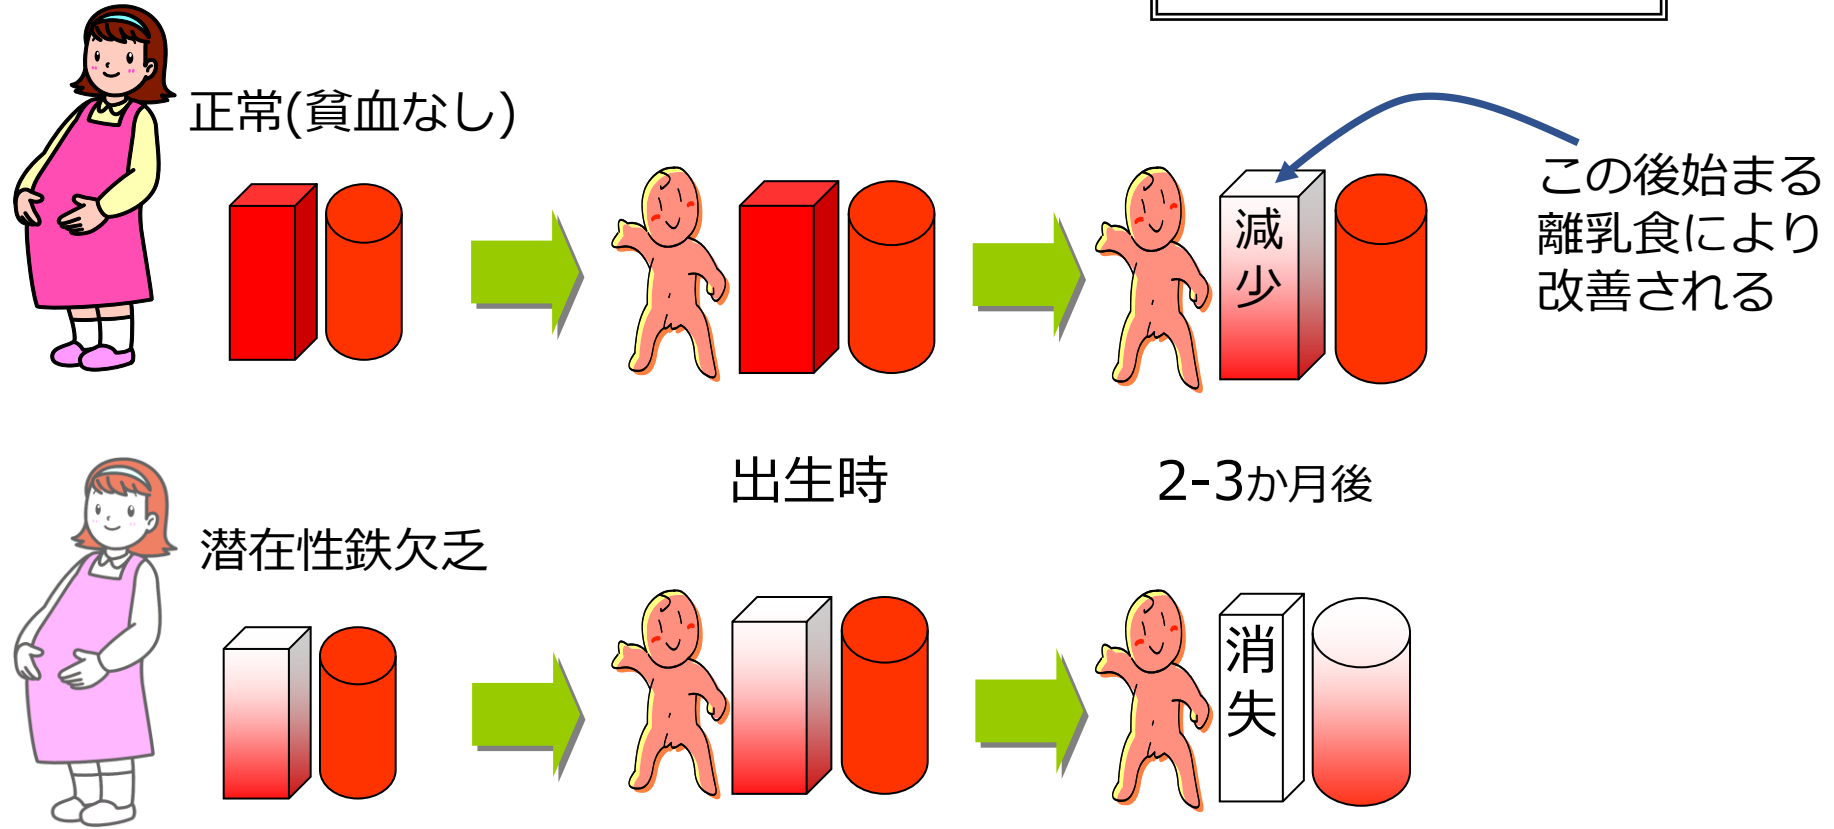 正常(貧血なし)
この後始まる
離乳食により
改善される
減
少
出生時
2-3か月後
潜在性鉄欠乏
消
失